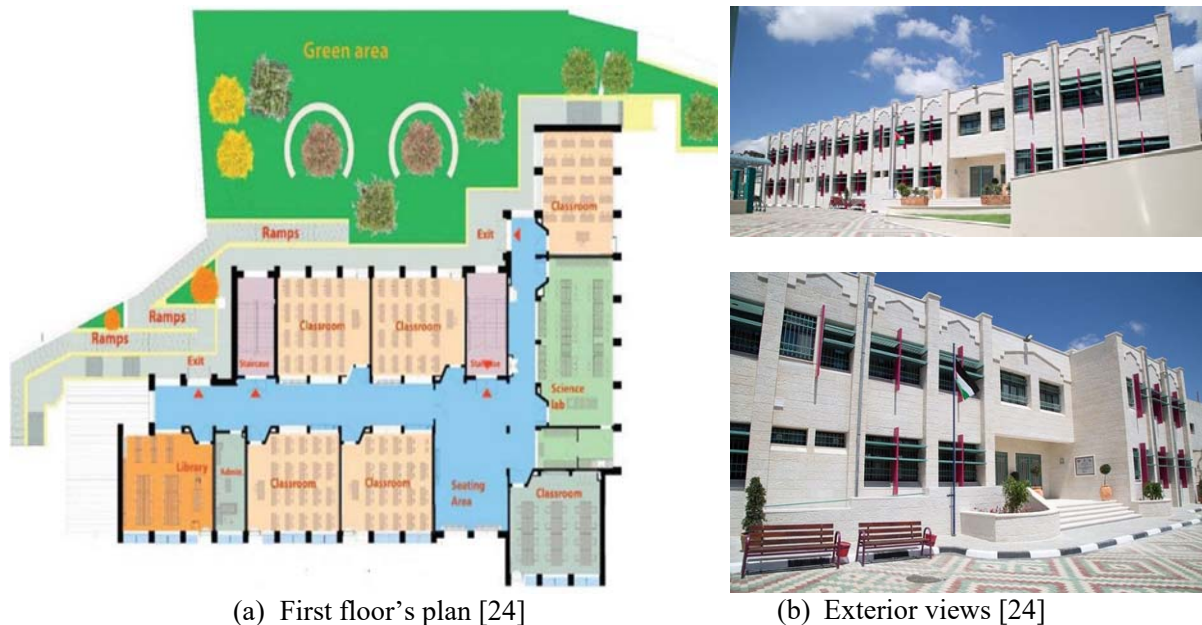 Green area
Classroom
Ramps
Exit
Ramps
Classroom
Classroom
Ramps
Staircase
Exit
Science
lab
Library
Admin.
Classroom
Classroom
Seating
Area
Classroom
(a) First floor’s plan [24]
(b) Exterior views [24]